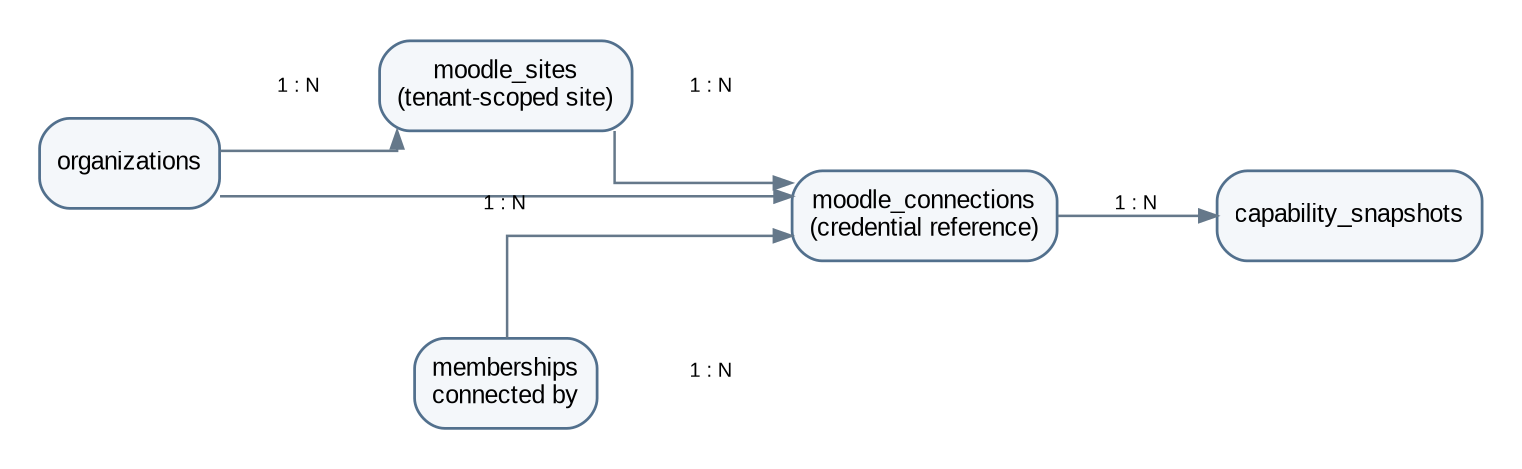 1 : N
moodle_sites
(tenant-scoped site)
1 : N
organizations
1 : N
moodle_connections
(credential reference)
1 : N
capability_snapshots
memberships
connected by
1 : N